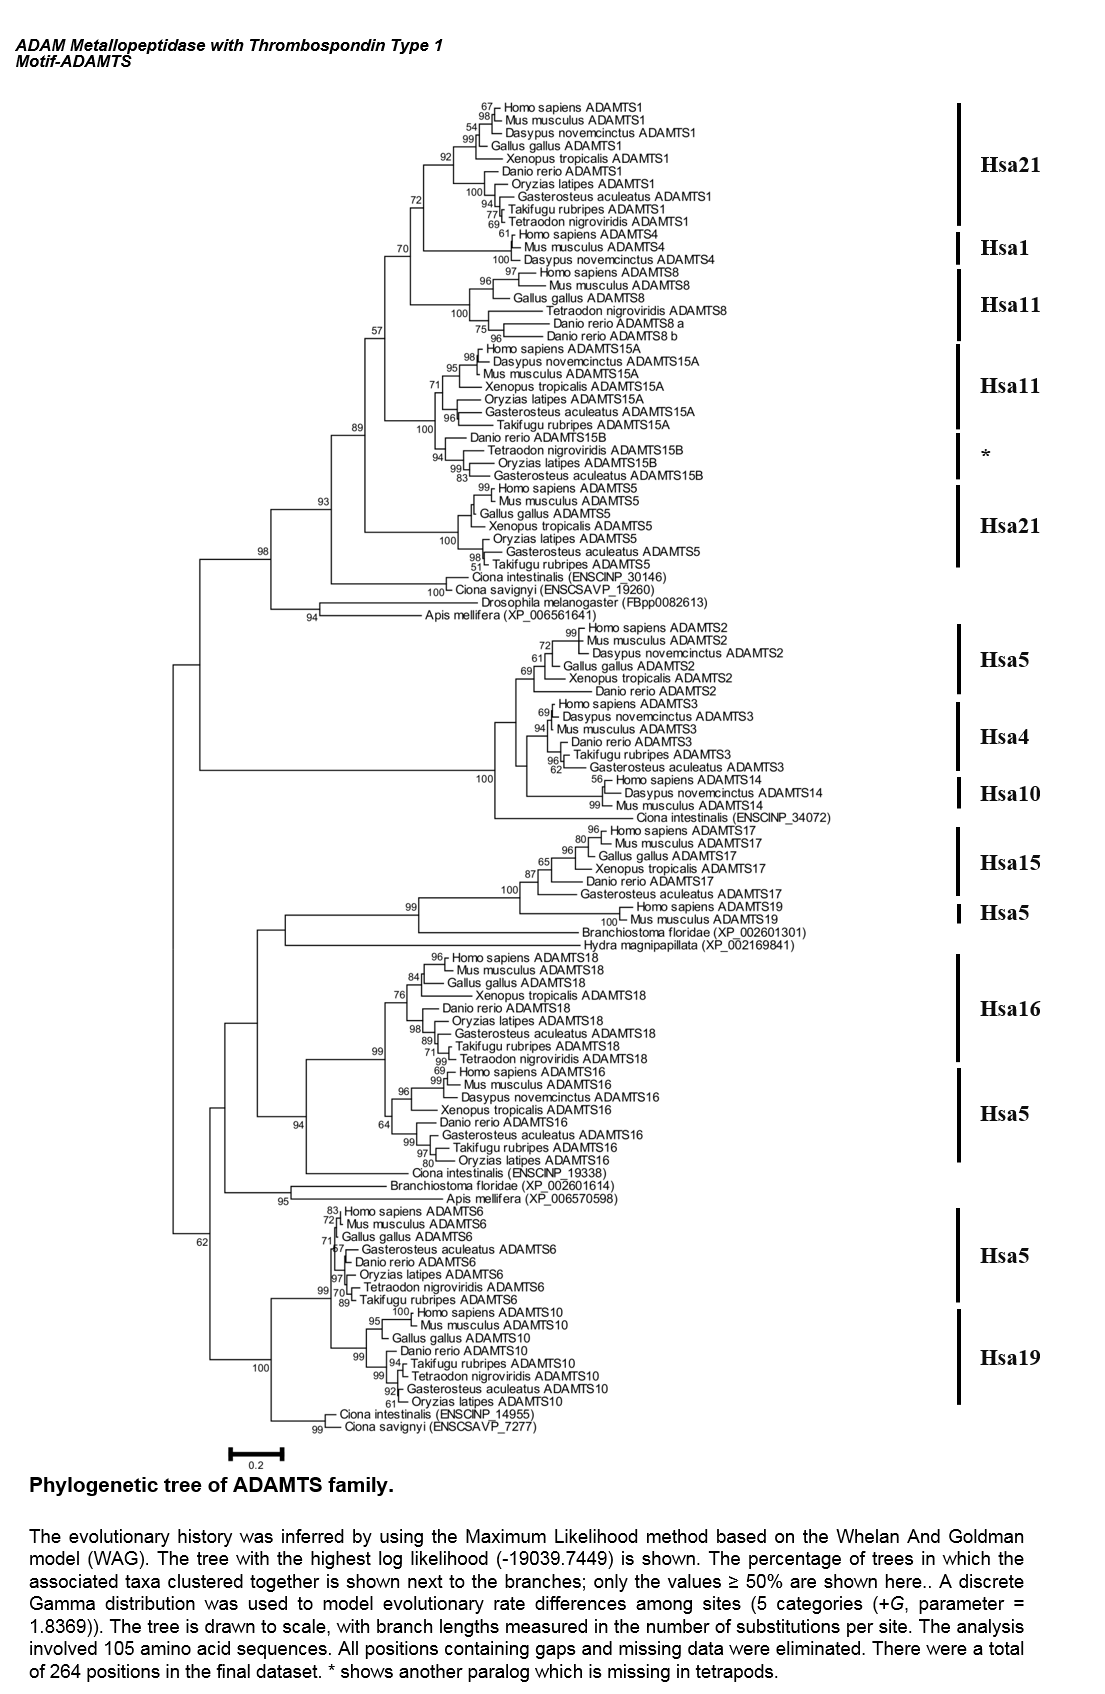 ADAM Metallopeptidase with Thrombospondin Type 1
Motif-ADAMTS
67
Homo sapiens ADAMTS1
98
Mus musculus ADAMTS1
54
Dasypus novemcinctus ADAMTS1
99
Gallus gallus ADAMTS1
92
Xenopus tropicalis ADAMTS1
Hsa21
Danio rerio ADAMTS1
100
Oryzias latipes ADAMTS1
72
94
Gasterosteus aculeatus ADAMTS1
77
Takifugu rubripes ADAMTS1
69
Tetraodon nigroviridis ADAMTS1
61
Homo sapiens ADAMTS4
70
Mus musculus ADAMTS4
Hsa1
100
Dasypus novemcinctus ADAMTS4
97
Homo sapiens ADAMTS8
96
Mus musculus ADAMTS8
Gallus gallus ADAMTS8
Hsa11
100
Tetraodon nigroviridis ADAMTS8
57
75
Danio rerio ADAMTS8 a
96
Danio rerio ADAMTS8 b
Homo sapiens ADAMTS15A
98
Dasypus novemcinctus ADAMTS15A
95
Mus musculus ADAMTS15A
71
Xenopus tropicalis ADAMTS15A
Hsa11
Oryzias latipes ADAMTS15A
96
Gasterosteus aculeatus ADAMTS15A
100
Takifugu rubripes ADAMTS15A
89
Danio rerio ADAMTS15B
94
Tetraodon nigroviridis ADAMTS15B
*
99
Oryzias latipes ADAMTS15B
83
Gasterosteus aculeatus ADAMTS15B
99
Homo sapiens ADAMTS5
93
Mus musculus ADAMTS5
Gallus gallus ADAMTS5
Xenopus tropicalis ADAMTS5
Hsa21
100
Oryzias latipes ADAMTS5
98
Gasterosteus aculeatus ADAMTS5
51
Takifugu rubripes ADAMTS5
98
Ciona intestinalis (ENSCINP_30146)
100
Ciona savignyi (ENSCSAVP_19260)
Drosophila melanogaster (FBpp0082613)
94
Apis mellifera (XP_006561641)
99
Homo sapiens ADAMTS2
72
Mus musculus ADAMTS2
61
Dasypus novemcinctus ADAMTS2
69
Gallus gallus ADAMTS2
Hsa5
Xenopus tropicalis ADAMTS2
Danio rerio ADAMTS2
69
Homo sapiens ADAMTS3
Dasypus novemcinctus ADAMTS3
94
Mus musculus ADAMTS3
Hsa4
Danio rerio ADAMTS3
96
Takifugu rubripes ADAMTS3
62
Gasterosteus aculeatus ADAMTS3
100
56
Homo sapiens ADAMTS14
Dasypus novemcinctus ADAMTS14
Hsa10
99
Mus musculus ADAMTS14
Ciona intestinalis (ENSCINP_34072)
96
Homo sapiens ADAMTS17
80
Mus musculus ADAMTS17
96
Gallus gallus ADAMTS17
65
Xenopus tropicalis ADAMTS17
Hsa15
87
Danio rerio ADAMTS17
100
Gasterosteus aculeatus ADAMTS17
99
Homo sapiens ADAMTS19
Hsa5
100
Mus musculus ADAMTS19
Branchiostoma floridae (XP_002601301)
Hydra magnipapillata (XP_002169841)
96
Homo sapiens ADAMTS18
84
Mus musculus ADAMTS18
Gallus gallus ADAMTS18
76
Xenopus tropicalis ADAMTS18
Hsa16
Danio rerio ADAMTS18
98
Oryzias latipes ADAMTS18
89
Gasterosteus aculeatus ADAMTS18
71
Takifugu rubripes ADAMTS18
99
99
Tetraodon nigroviridis ADAMTS18
69
Homo sapiens ADAMTS16
99
Mus musculus ADAMTS16
96
Dasypus novemcinctus ADAMTS16
Xenopus tropicalis ADAMTS16
Hsa5
94
64
Danio rerio ADAMTS16
99
Gasterosteus aculeatus ADAMTS16
97
Takifugu rubripes ADAMTS16
80
Oryzias latipes ADAMTS16
Ciona intestinalis (ENSCINP_19338)
Branchiostoma floridae (XP_002601614)
95
Apis mellifera (XP_006570598)
83
Homo sapiens ADAMTS6
72
Mus musculus ADAMTS6
62
71
Gallus gallus ADAMTS6
57
Gasterosteus aculeatus ADAMTS6
Hsa5
Danio rerio ADAMTS6
97
Oryzias latipes ADAMTS6
99
70
Tetraodon nigroviridis ADAMTS6
89
Takifugu rubripes ADAMTS6
100
Homo sapiens ADAMTS10
95
Mus musculus ADAMTS10
Gallus gallus ADAMTS10
99
Danio rerio ADAMTS10
Hsa19
100
94
Takifugu rubripes ADAMTS10
99
Tetraodon nigroviridis ADAMTS10
92
Gasterosteus aculeatus ADAMTS10
61
Oryzias latipes ADAMTS10
Ciona intestinalis (ENSCINP_14955)
99
Ciona savignyi (ENSCSAVP_7277)
0.2
Phylogenetic tree of ADAMTS family.
The evolutionary history was inferred by using the Maximum Likelihood method based on the Whelan And Goldman
model (WAG). The tree with the highest log likelihood (-19039.7449) is shown. The percentage of trees in which the
associated taxa clustered together is shown next to the branches; only the values ≥ 50% are shown here.. A discrete
Gamma distribution was used to model evolutionary rate differences among sites (5 categories (+G, parameter =
1.8369)). The tree is drawn to scale, with branch lengths measured in the number of substitutions per site. The analysis
involved 105 amino acid sequences. All positions containing gaps and missing data were eliminated. There were a total
of 264 positions in the final dataset. * shows another paralog which is missing in tetrapods.